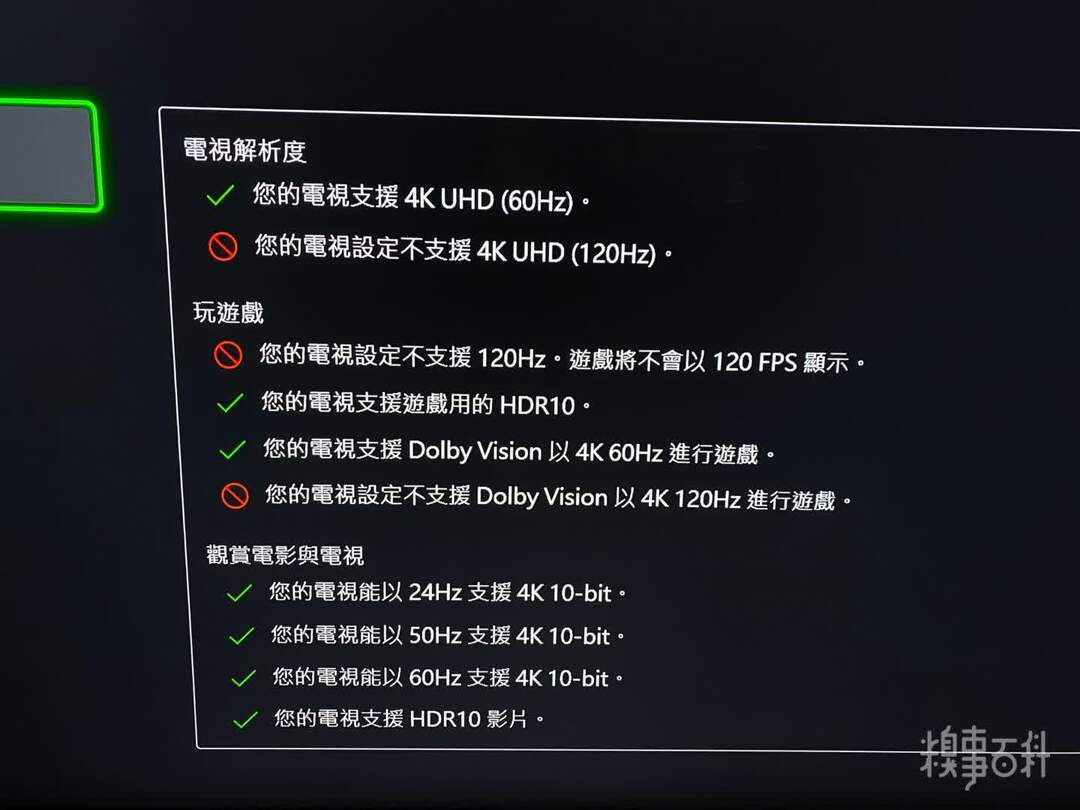 電視解析度
您的電視支援 4K UHD (60Hz)。
您的電視設定不支援 4K UHD (120Hz)。
玩遊戲
您的電視設定不支援 120Hz。遊戲將不會以 120 FPS 顯示。
您的電視支援遊戲用的 HDR10。
您的電視支援 Dolby Vision 以 4K 60Hz 進行遊戲。
您的電視設定不支援 Dolby Vision 以 4K 120Hz 進行遊戲。
觀賞電影與電視
您的電視能以 24Hz 支援 4K 10-bit。
您的電視能以 50Hz 支援 4K 10-bit。
您的電視能以 60Hz 支援 4K 10-bit。
您的電視支援 HDR10 影片。
糗事百科